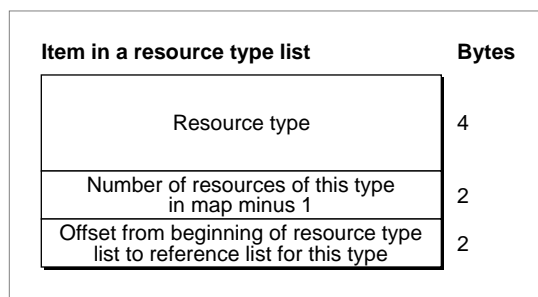 Item in a resource type list Bytes
Resource type 4
Number of resources of this type
in map minus 1 2
Offset from beginning of resource type
list to reference list for this type 2